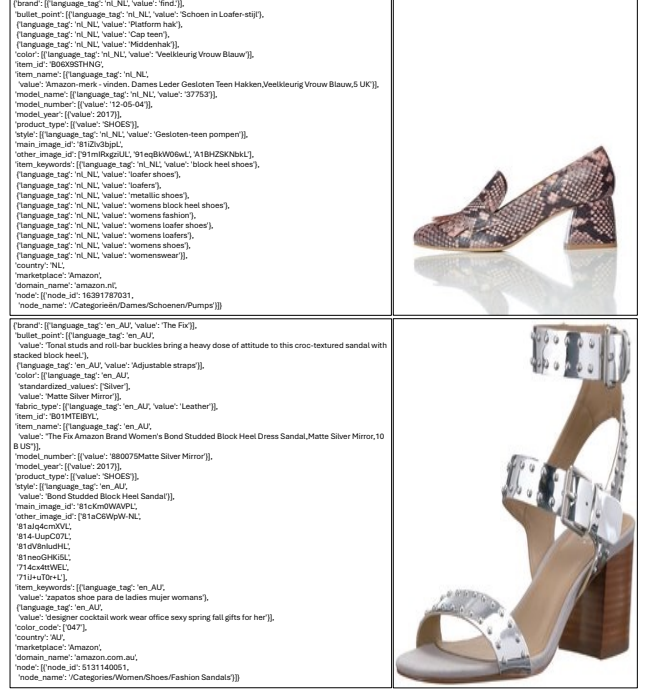 {'brand': [{'language_tag': 'nl_NL', 'value': 'find.'}],
'bullet_point': [{'language_tag': 'nl_NL', 'value': 'Schoen in Loafer-stijl'},
{'language_tag': 'nl_NL', 'value': 'Platform hak'},
{'language_tag': 'nl_NL', 'value': 'Cap teen'},
{'language_tag': 'nl_NL', 'value': 'Middenhak'}],
'color': [{'language_tag': 'nl_NL', 'value': 'Veelkleurig Vrouw Blauw'}],
'item_id': 'B06X9STHNG',
'item_name': [{'language_tag': 'nl_NL',
'value': 'Amazon-merk - vinden. Dames Leder Gesloten Teen Hakken,Veelkleurig Vrouw Blauw,5 UK'}],
'model_name': [{'language_tag': 'nl_NL', 'value': '37753'}],
'model_number': [{'value': '12-05-04'}],
'model_year': [{'value': 2017}],
'product_type': [{'value': 'SHOES'}],
'style': [{'language_tag': 'nl_NL', 'value': 'Gesloten-teen pompen'}],
'main_image_id': '81iZlv3bjpL',
'other_image_id': ['91mIRxgziUL', '91eqBkW06wL', 'A1BHZSKNbkL'],
'item_keywords': [{'language_tag': 'nl_NL', 'value': 'block heel shoes'},
{'language_tag': 'nl_NL', 'value': 'loafer shoes'},
{'language_tag': 'nl_NL', 'value': 'loafers'},
{'language_tag': 'nl_NL', 'value': 'metallic shoes'},
{'language_tag': 'nl_NL', 'value': 'womens block heel shoes'},
{'language_tag': 'nl_NL', 'value': 'womens fashion'},
{'language_tag': 'nl_NL', 'value': 'womens loafer shoes'},
{'language_tag': 'nl_NL', 'value': 'womens loafers'},
{'language_tag': 'nl_NL', 'value': 'womens shoes'},
{'language_tag': 'nl_NL', 'value': 'womenswear'}],
'country': 'NL',
'marketplace': 'Amazon',
'domain_name': 'amazon.nl',
'node': [{'node_id': 16391787031,
'node_name': '/Categorieën/Dames/Schoenen/Pumps'}]}
{'brand': [{'language_tag': 'en_AU', 'value': 'The Fix'}],
'bullet_point': [{'language_tag': 'en_AU',
'value': 'Tonal studs and roll-bar buckles bring a heavy dose of attitude to this croc-textured sandal with
stacked block heel.'},
{'language_tag': 'en_AU', 'value': 'Adjustable straps'}],
'color': [{'language_tag': 'en_AU',
'standardized_values': ['Silver'],
'value': 'Matte Silver Mirror'}],
'fabric_type': [{'language_tag': 'en_AU', 'value': 'Leather'}],
'item_id': 'B01MTEIBYL',
'item_name': [{'language_tag': 'en_AU',
'value': "The Fix Amazon Brand Women's Bond Studded Block Heel Dress Sandal,Matte Silver Mirror,10
B US"}],
'model_number': [{'value': '880075Matte Silver Mirror'}],
'model_year': [{'value': 2017}],
'product_type': [{'value': 'SHOES'}],
'style': [{'language_tag': 'en_AU',
'value': 'Bond Studded Block Heel Sandal'}],
'main_image_id': '81cKm0WAVPL',
'other_image_id': ['81aC6WpW-NL',
'81aJq4cmXVL',
'814-UupC07L',
'81dV8nludHL',
'81neoGHKi5L',
'714cx4ttWEL',
'71iJ+uT0r+L'],
'item_keywords': [{'language_tag': 'en_AU',
'value': 'zapatos shoe para de ladies mujer womans'},
{'language_tag': 'en_AU',
'value': 'designer cocktail work wear office sexy spring fall gifts for her'}],
'color_code': ['047'],
'country': 'AU',
'marketplace': 'Amazon',
'domain_name': 'amazon.com.au',
'node': [{'node_id': 5131140051,
'node_name': '/Categories/Women/Shoes/Fashion Sandals'}]}